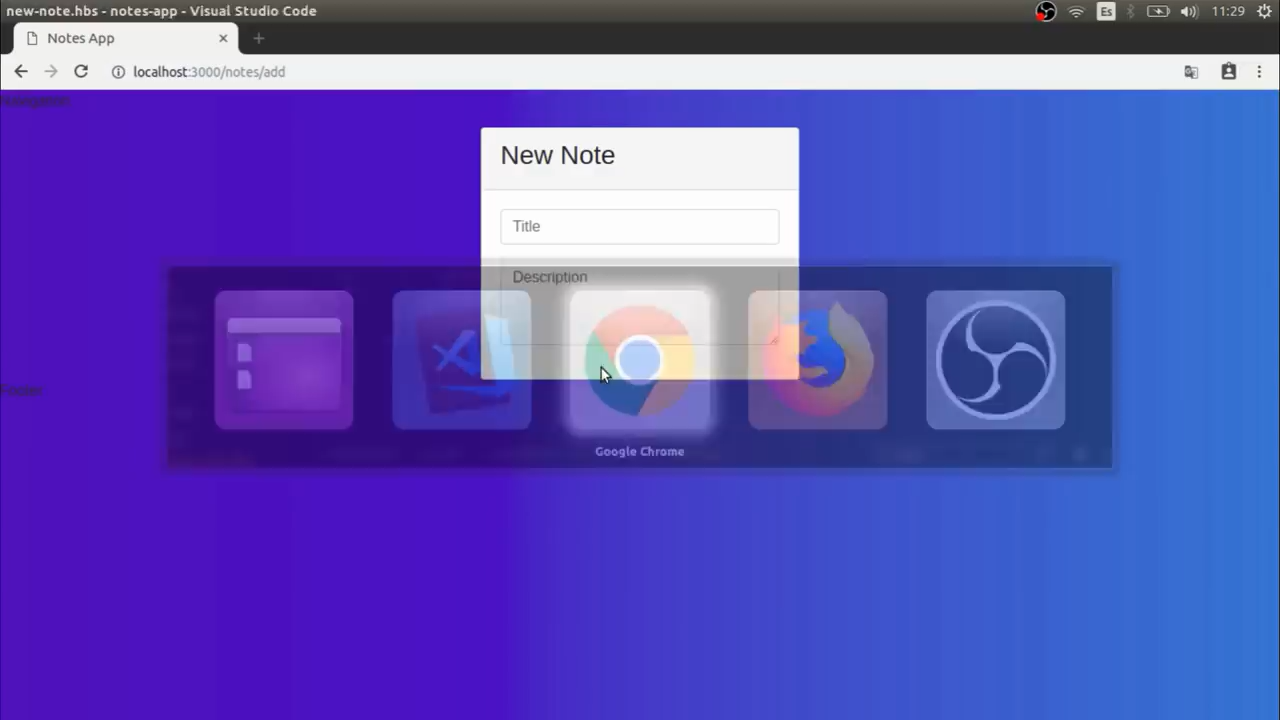 new-note.hbs - notes-app - Visual Studio Code
Es
11:29
Notes App
localhost:3000/notes/add
New Note
Title
Description
Google Chrome